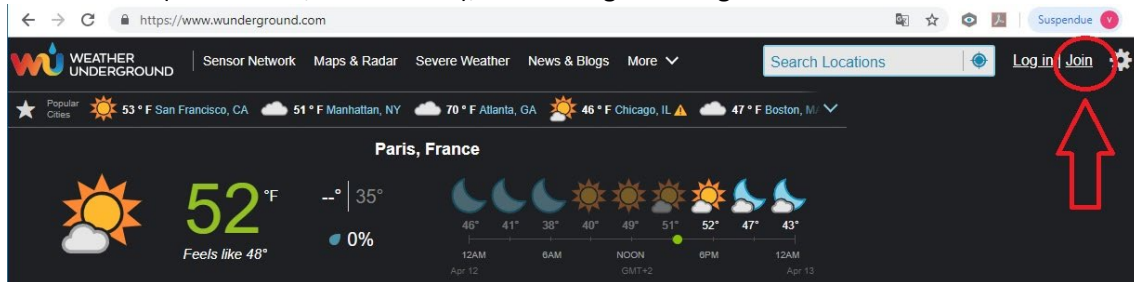 https://www.wunderground.com
Suspendue
WEATHER UNDERGROUND
Sensor Network Maps & Radar Severe Weather News & Blogs More
Search Locations
Log in | Join
Popular Cities
53 ° F San Francisco, CA 51 ° F Manhattan, NY 70 ° F Atlanta, GA 46 ° F Chicago, IL 47 ° F Boston,
Paris, France
52 °F
--° | 35°
0%
Feels like 48°
46° 41° 38° 40° 49° 51° 52° 47° 43°
12AM 6AM NOON 6PM 12AM
Apr 12 GMT+2 Apr 13